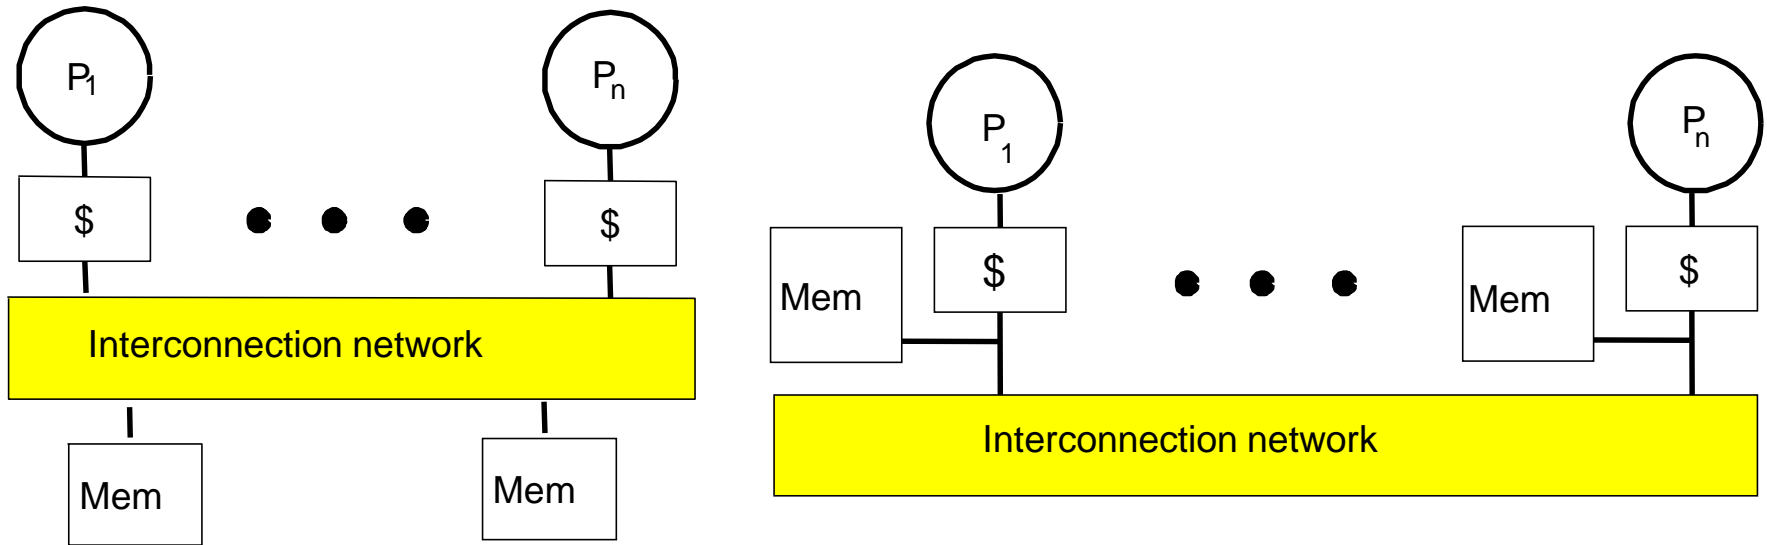 P1
Pn
$
$
Interconnection network
Mem
Mem
P1
Pn
Mem
$
Mem
$
Interconnection network